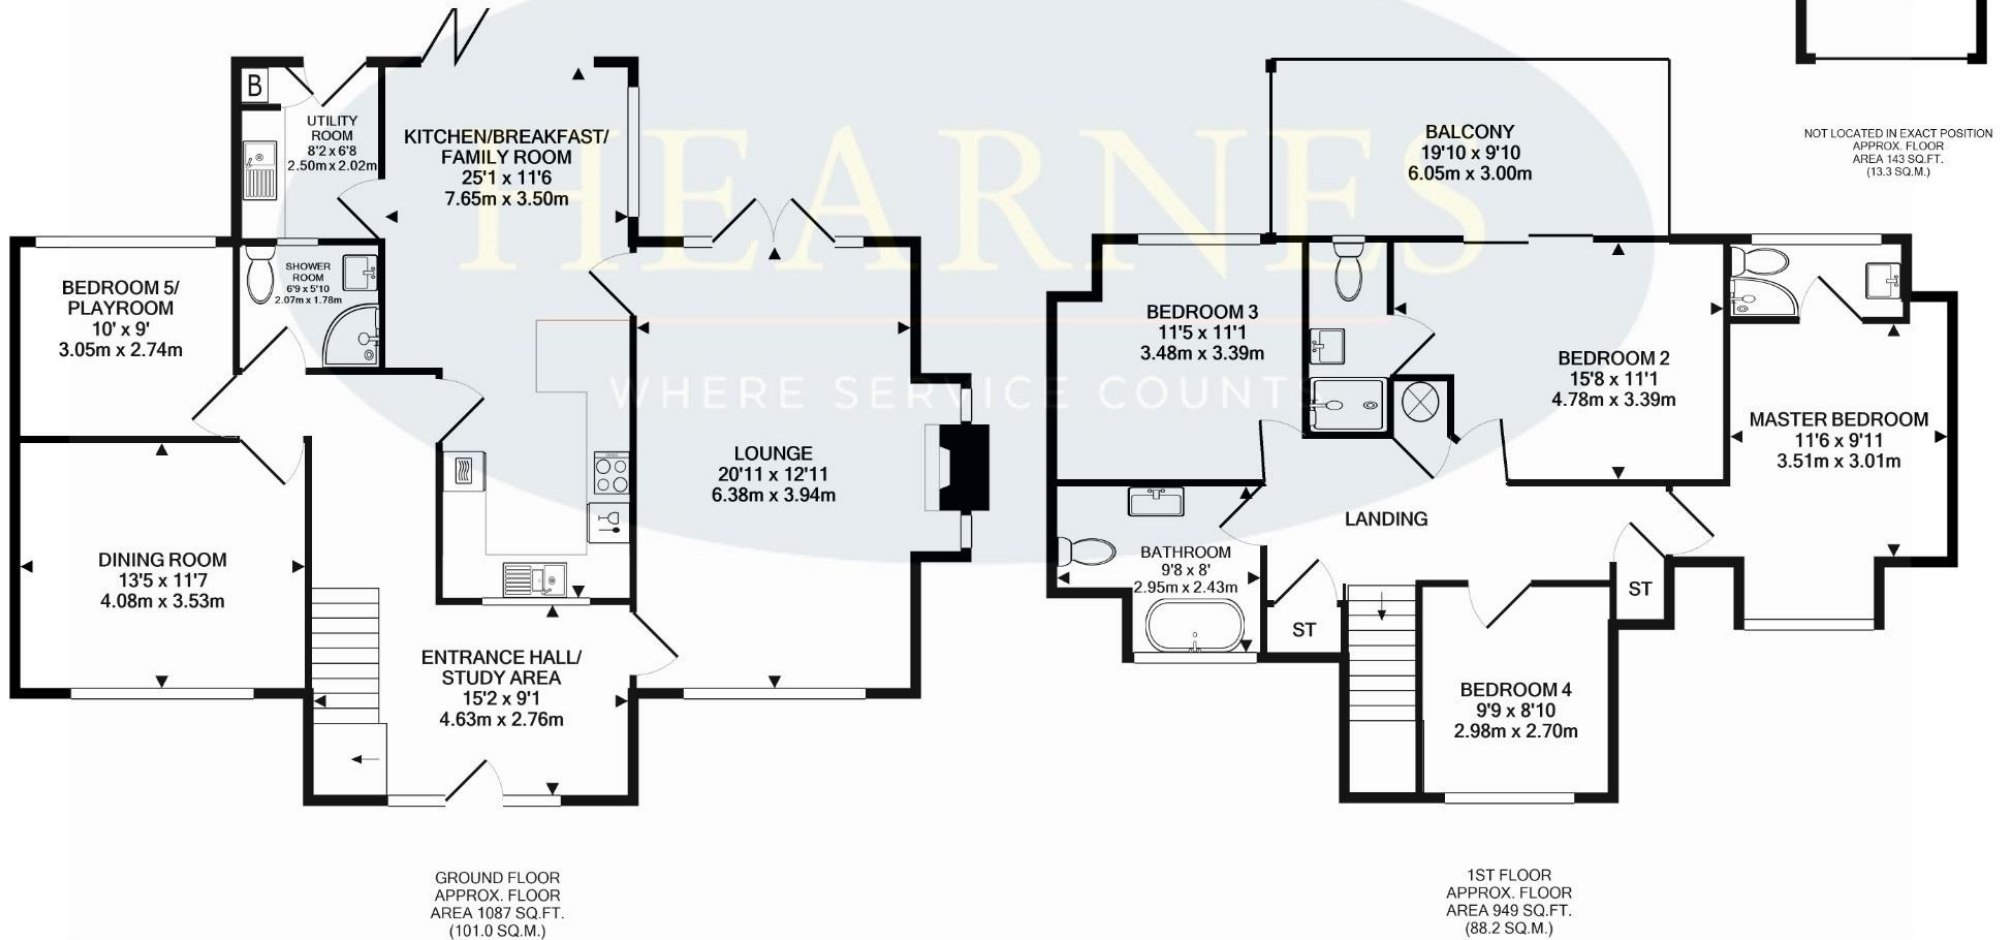 B
UTILITY
ROOM
8'2 x 6'8
2.50m x 2.02m
KITCHEN/BREAKFAST/
FAMILY ROOM
25'1 x 11'6
7.65m x 3.50m
SHOWER
ROOM
6'9 x 5'10
2.07m x 1.78m
BEDROOM 5/
PLAYROOM
10' x 9'
3.05m x 2.74m
LOUNGE
20'11 x 12'11
6.38m x 3.94m
DINING ROOM
13'5 x 11'7
4.08m x 3.53m
ENTRANCE HALL/
STUDY AREA
15'2 x 9'1
4.63m x 2.76m
GROUND FLOOR
APPROX. FLOOR
AREA 1087 SQ.FT.
(101.0 SQ.M.)
HEARNES
WHERE SERVICE COUNTS
BALCONY
19'10 x 9'10
6.05m x 3.00m
NOT LOCATED IN EXACT POSITION
APPROX. FLOOR
AREA 143 SQ.FT.
(13.3 SQ.M.)
BEDROOM 3
11'5 x 11'1
3.48m x 3.39m
BEDROOM 2
15'8 x 11'1
4.78m x 3.39m
MASTER BEDROOM
11'6 x 9'11
3.51m x 3.01m
LANDING
BATHROOM
9'8 x 8'
2.95m x 2.43m
ST
ST
BEDROOM 4
9'9 x 8'10
2.98m x 2.70m
1ST FLOOR
APPROX. FLOOR
AREA 949 SQ.FT.
(88.2 SQ.M.)